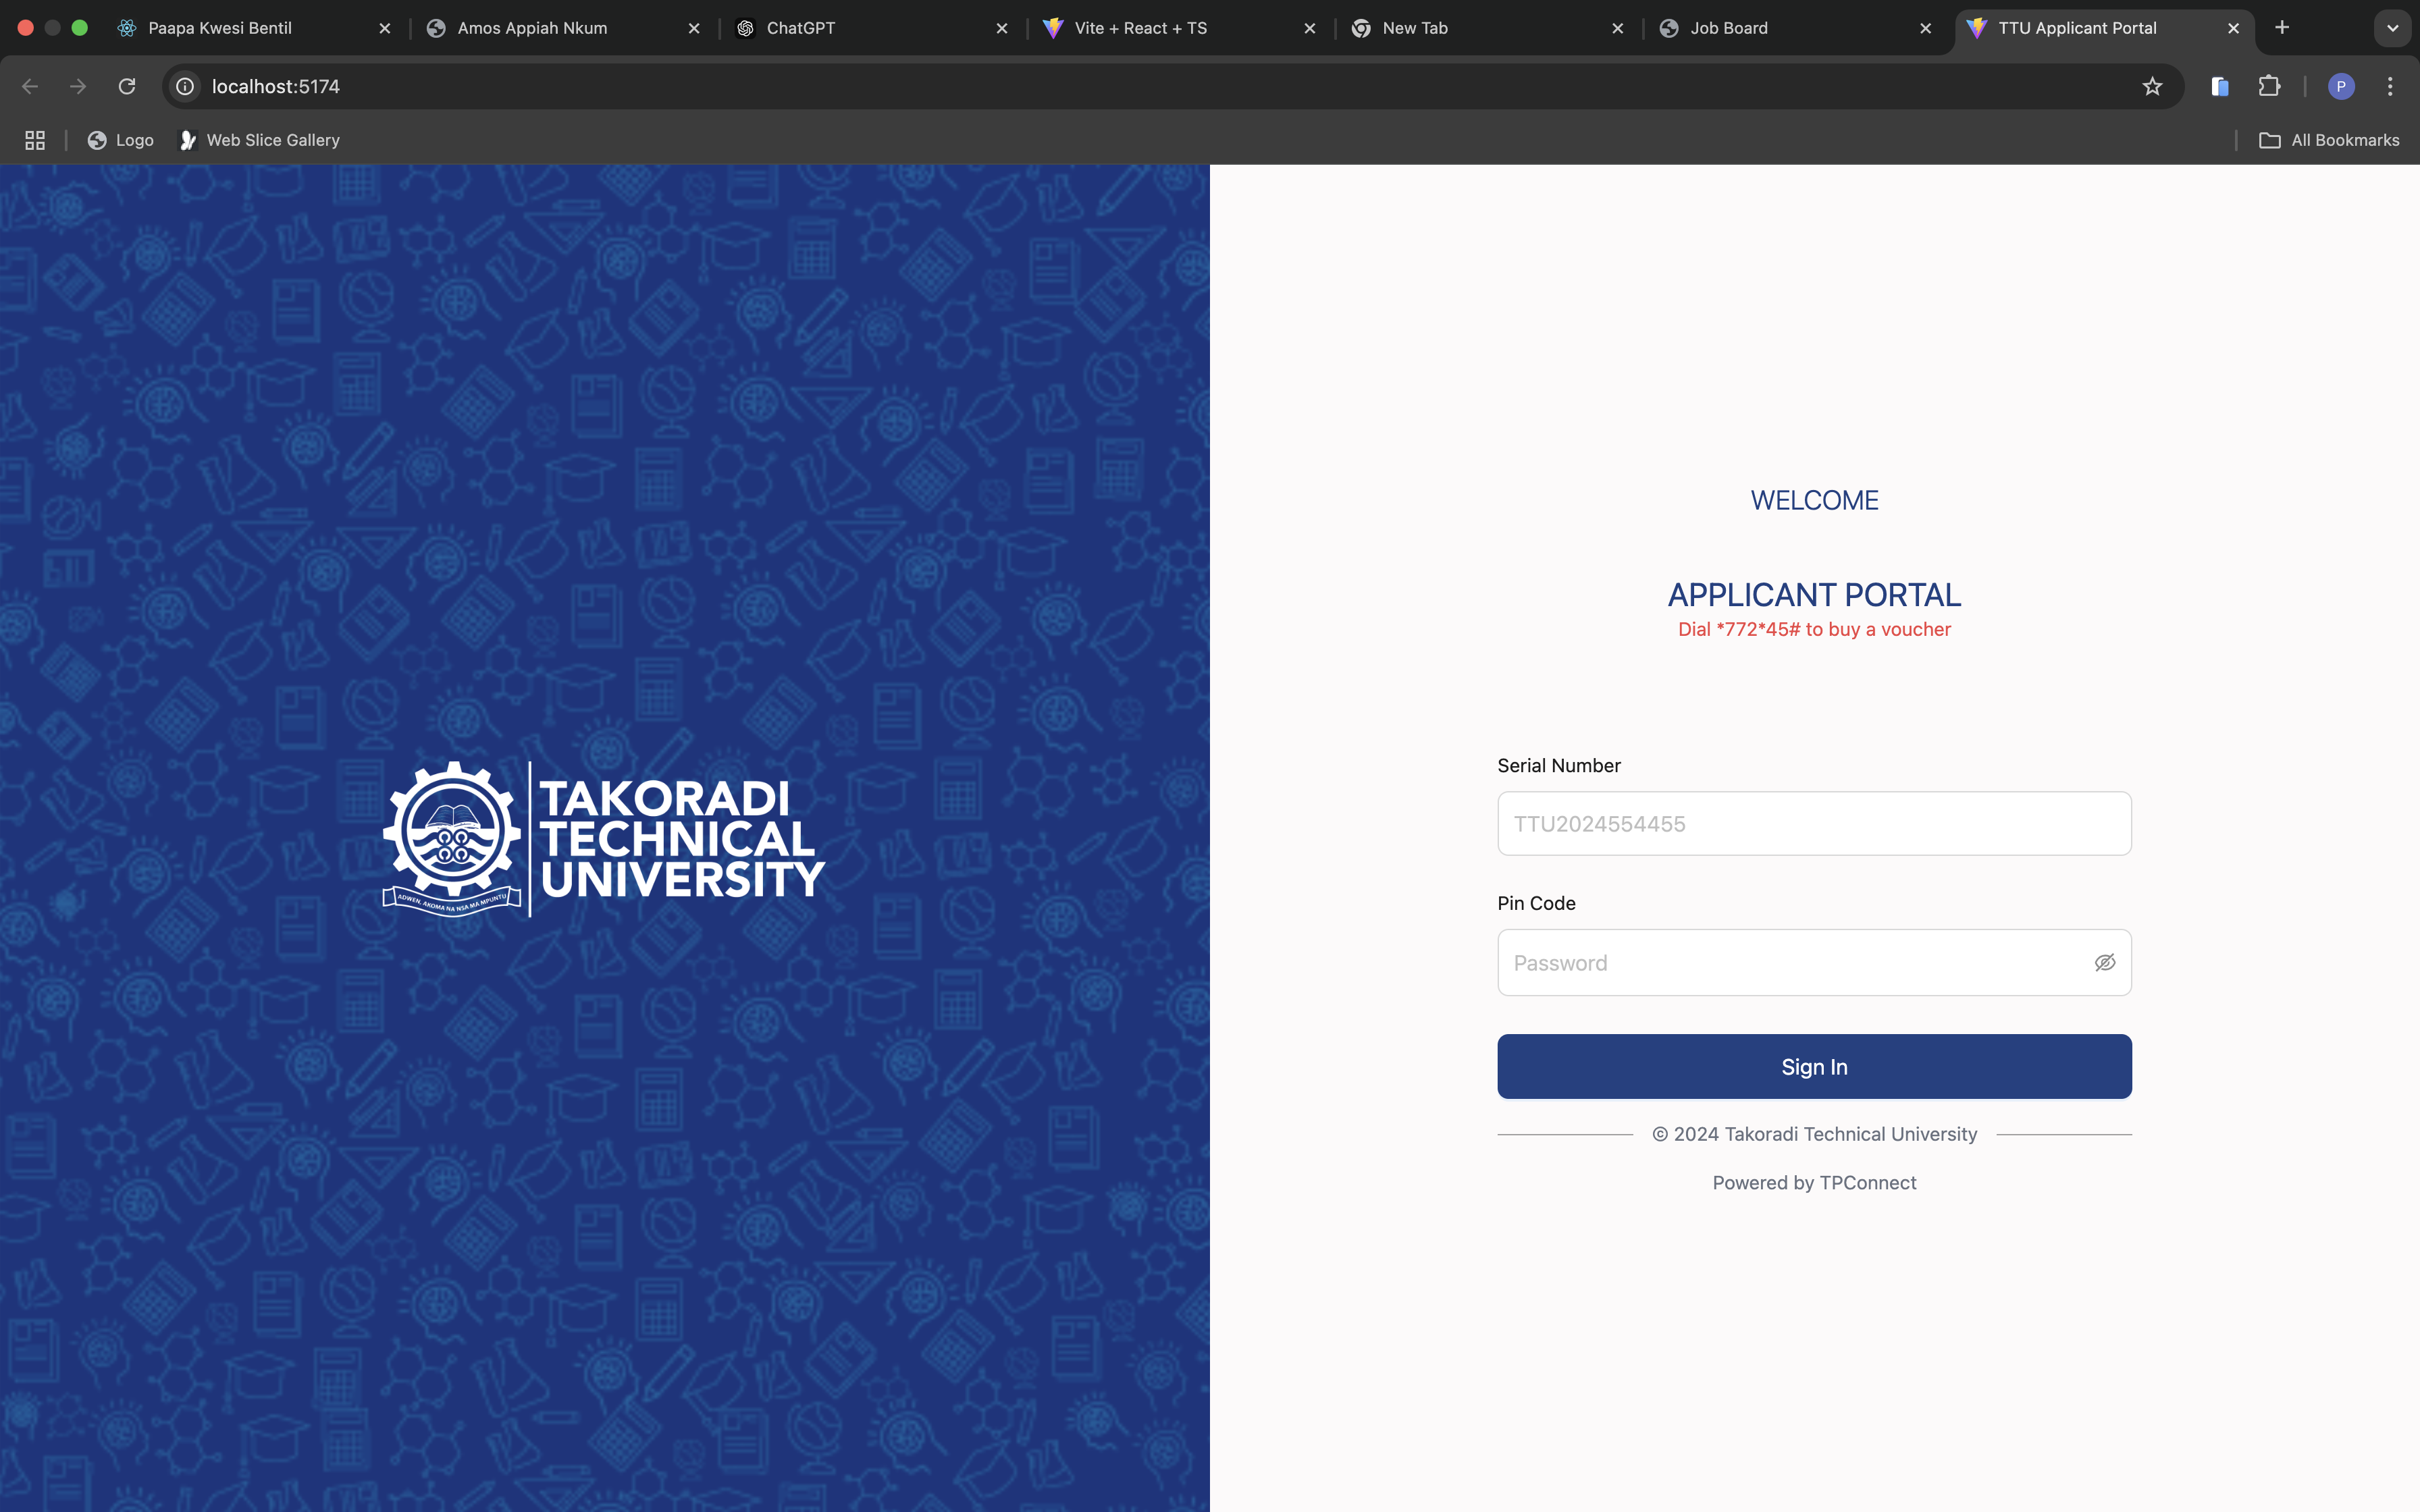 Paapa Kwesi Bentil
Amos Appiah Nkum
ChatGPT
Vite + React + TS
New Tab
Job Board
TTU Applicant Portal
localhost:5174
P
Logo
Web Slice Gallery
All Bookmarks
TAKORADI
TECHNICAL
UNIVERSITY
ADWEN, AKOMA NA NSA MA MPUNTU
WELCOME
APPLICANT PORTAL
Dial *772*45# to buy a voucher
Serial Number
TTU2024554455
Pin Code
Password
Sign In
© 2024 Takoradi Technical University
Powered by TPConnect